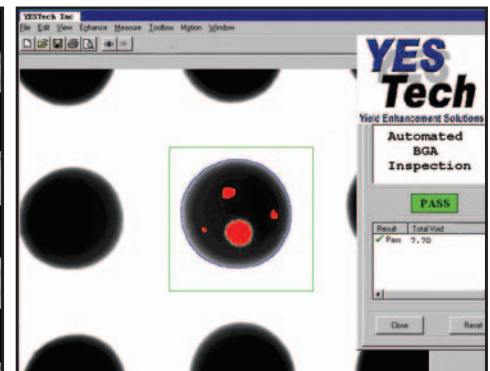 YESTech Inc
File Edit View Enhance Measure Toolbox Motion Window
YES
Tech
Yield Enhancement Solutions
Automated
BGA
Inspection
PASS
Result Total Void
Pass 7.70
Close Reset